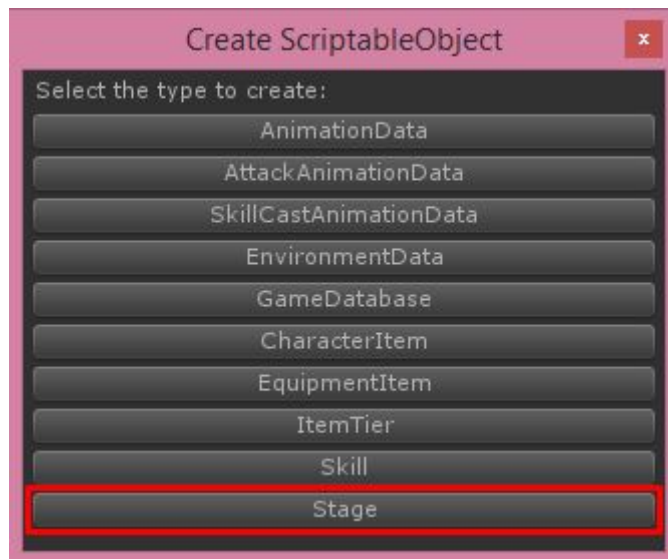 Create ScriptableObject
x
Select the type to create:
AnimationData
AttackAnimationData
SkillCastAnimationData
EnvironmentData
GameDatabase
CharacterItem
EquipmentItem
ItemTier
Skill
Stage